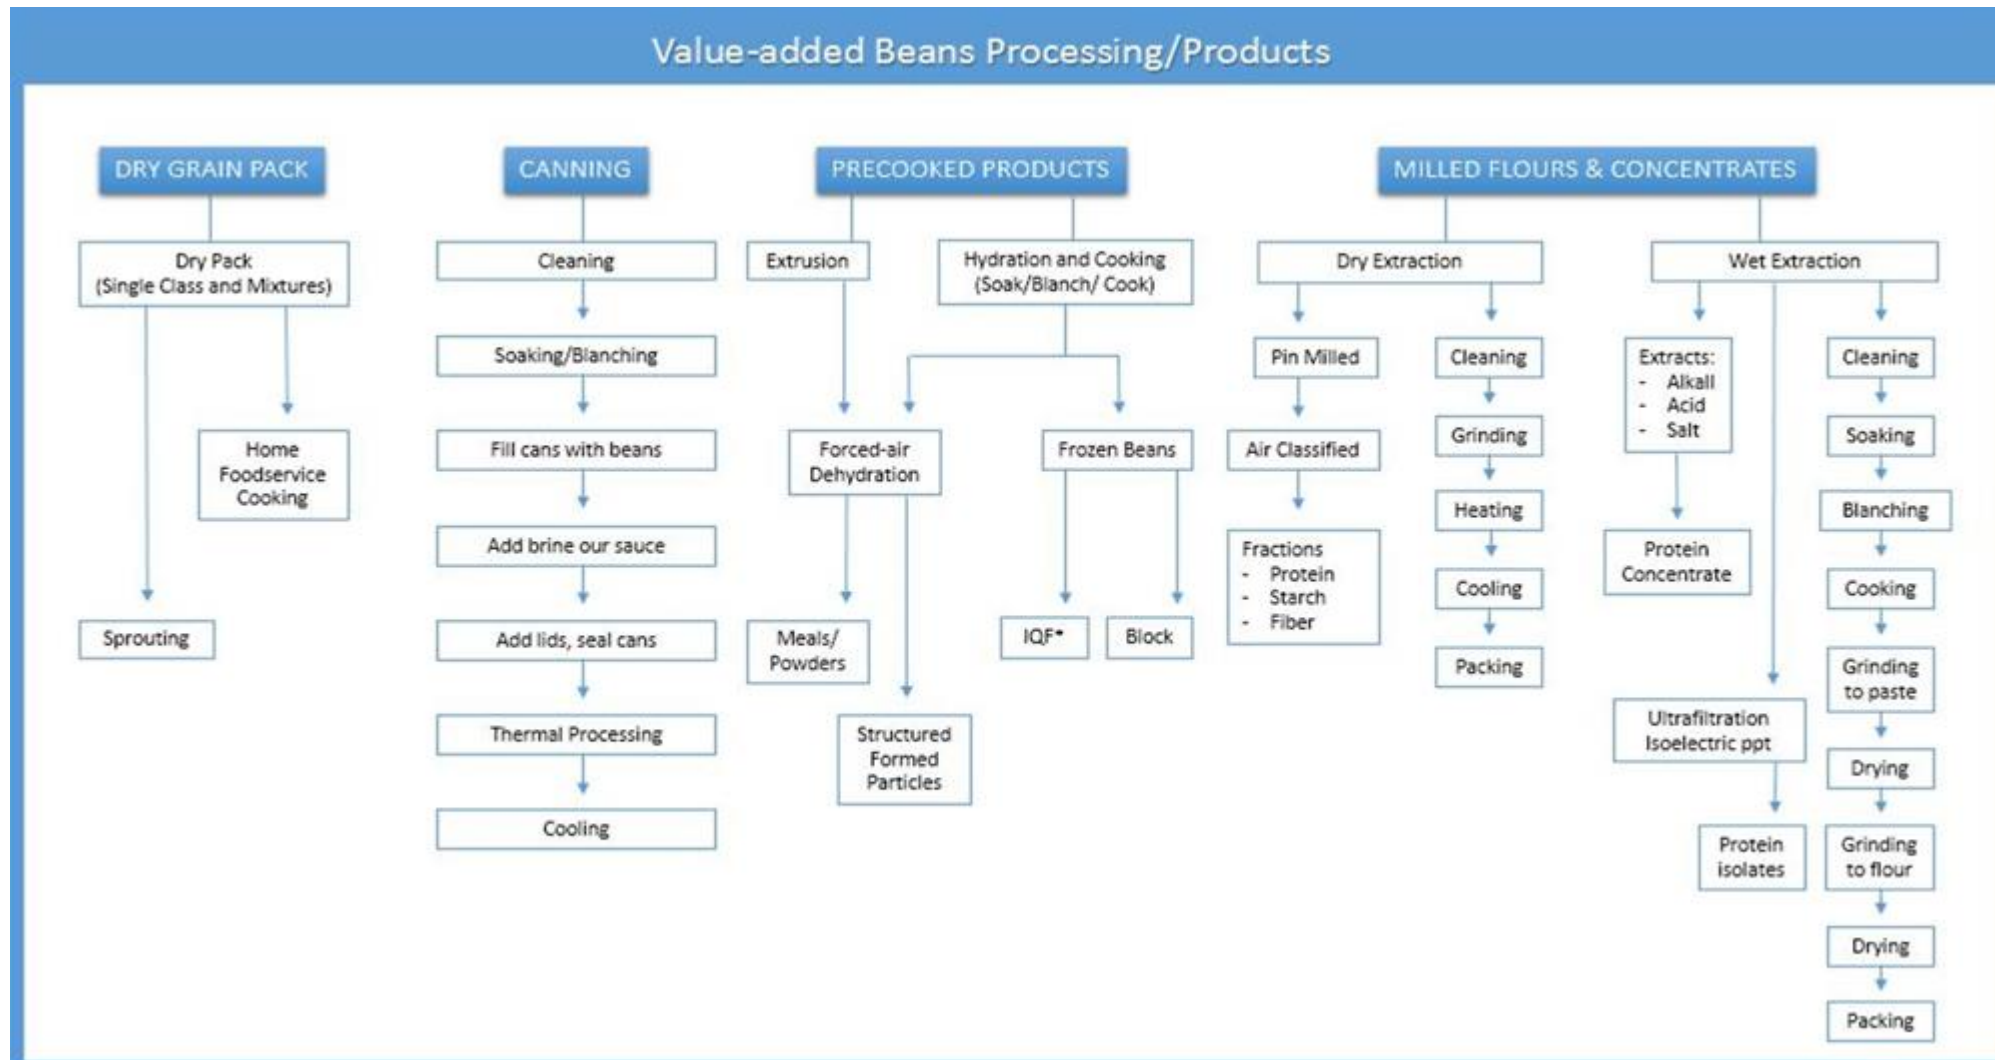 Value-added Beans Processing/Products
DRY GRAIN PACK
Dry Pack
(Single Class and Mixtures)
Home
Foodservice
Cooking
Sprouting
CANNING
Cleaning
Soaking/Blanching
Fill cans with beans
Add brine our sauce
Add lids, seal cans
Thermal Processing
Cooling
PRECOOKED PRODUCTS
Extrusion
Hydration and Cooking
(Soak/Blanch/ Cook)
Forced-air
Dehydration
Frozen Beans
Meals/
Powders
Structured
Formed
Particles
IQF*
Block
MILLED FLOURS & CONCENTRATES
Dry Extraction
Pin Milled
Air Classified
Fractions
- Protein
- Starch
- Fiber
Cleaning
Grinding
Heating
Cooling
Packing
Wet Extraction
Extracts:
- Alkall
- Acid
- Salt
Protein
Concentrate
Ultrafiltration
Isoelectric ppt
Protein
isolates
Cleaning
Soaking
Blanching
Cooking
Grinding
to paste
Drying
Grinding
to flour
Drying
Packing